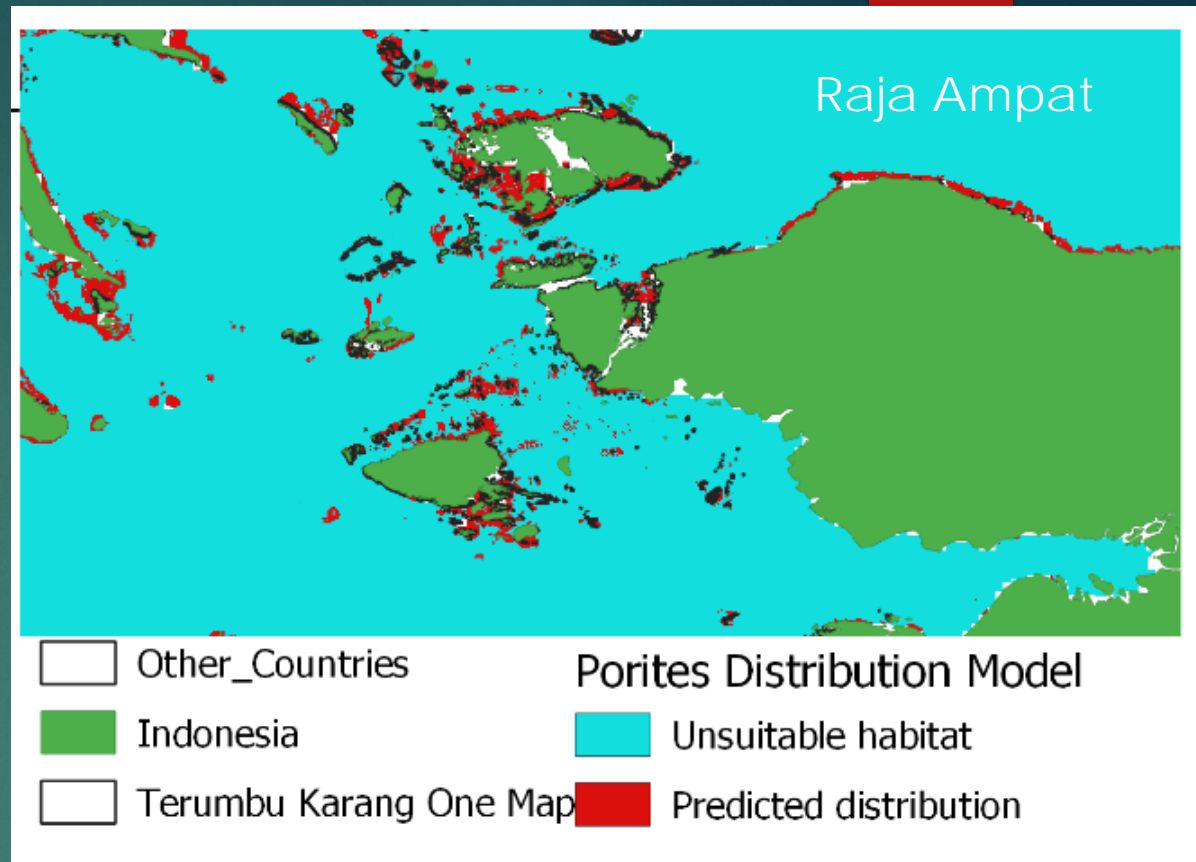 Raja Ampat
Other_Countries
Indonesia
Terumbu Karang One Map
Porites Distribution Model
Unsuitable habitat
Predicted distribution